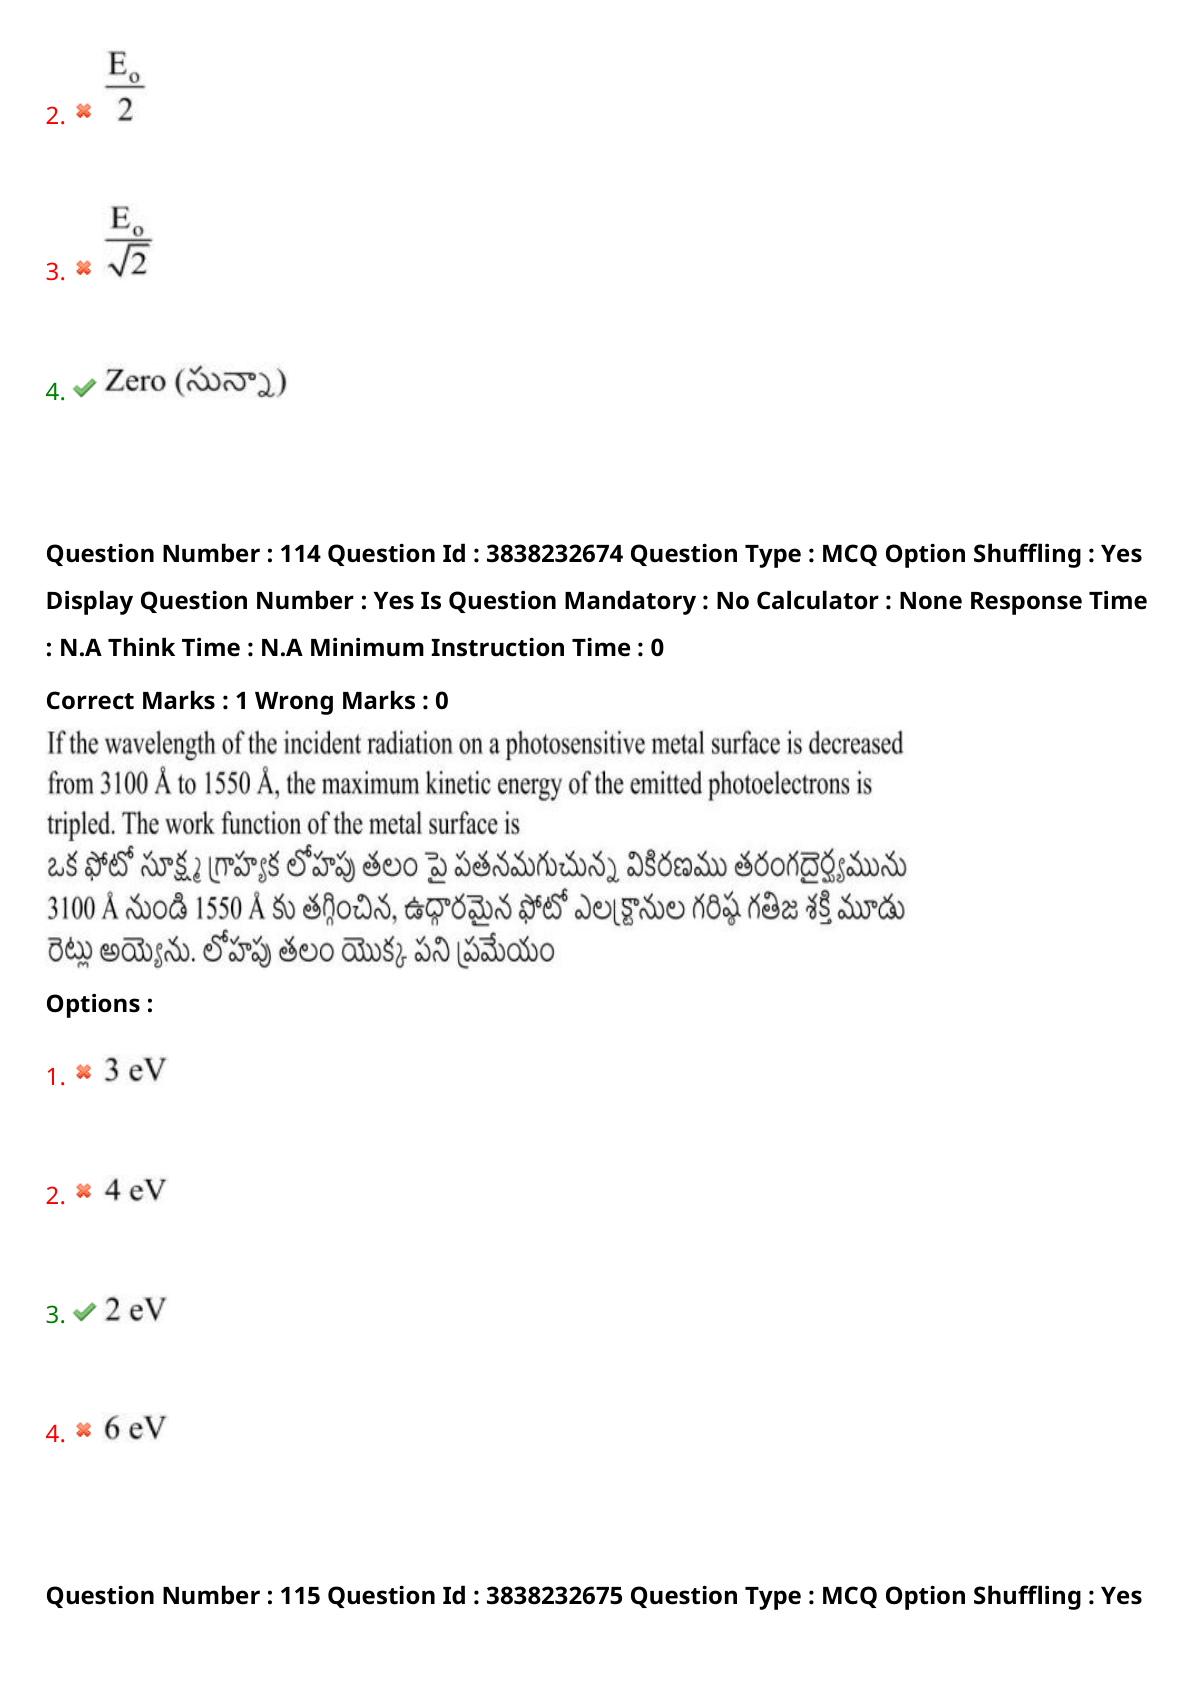 2. E₀/2
3. E₀/√2
4. Zero (సున్నా)
Question Number : 114 Question Id : 3838232674 Question Type : MCQ Option Shuffling : Yes
Display Question Number : Yes Is Question Mandatory : No Calculator : None Response Time
: N.A Think Time : N.A Minimum Instruction Time : 0
Correct Marks : 1 Wrong Marks : 0
If the wavelength of the incident radiation on a photosensitive metal surface is decreased
from 3100 Å to 1550 Å, the maximum kinetic energy of the emitted photoelectrons is
tripled. The work function of the metal surface is
ఒక ఫోటో సూక్ష్మ గ్రాహ్యక లోహపు తలం పై పతనమగుచున్న వికిరణము తరంగదైర్ఘ్యమును
3100 Å నుండి 1550 Å కు తగ్గించిన, ఉద్గారమైన ఫోటో ఎలక్ట్రానుల గరిష్ఠ గతిజ శక్తి మూడు
రెట్లు అయ్యెను. లోహపు తలం యొక్క పని ప్రమేయం
Options :
1. 3 eV
2. 4 eV
3. 2 eV
4. 6 eV
Question Number : 115 Question Id : 3838232675 Question Type : MCQ Option Shuffling : Yes